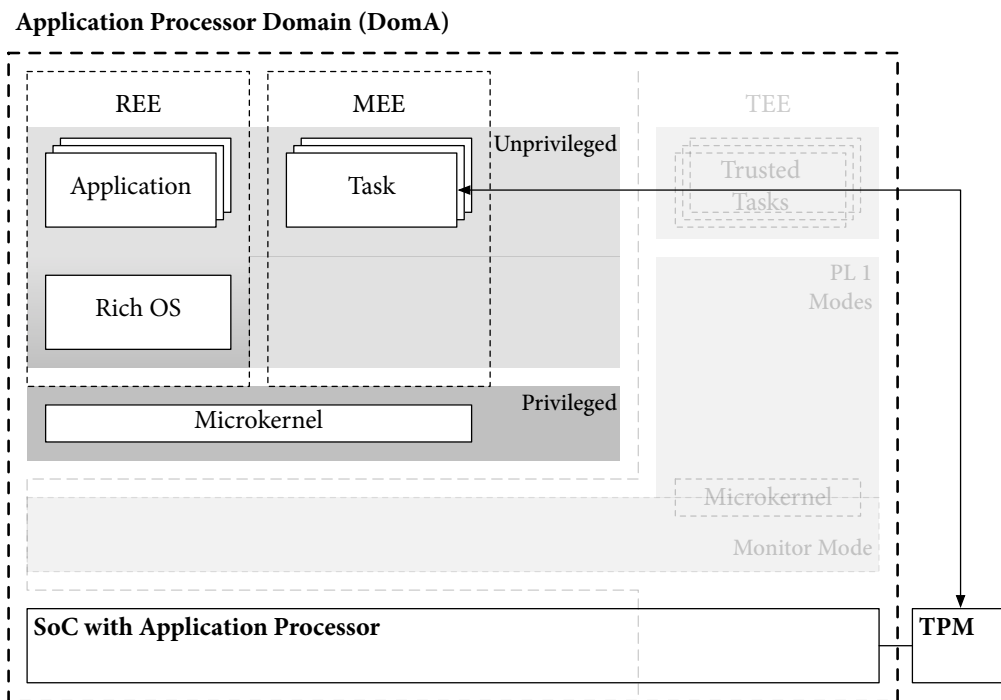 Application Processor Domain (DomA)
REE
MEE
TEE
Unprivileged
Application
Task
Trusted
Tasks
PL 1
Modes
Rich OS
Privileged
Microkernel
Microkernel
Monitor Mode
SoC with Application Processor
TPM